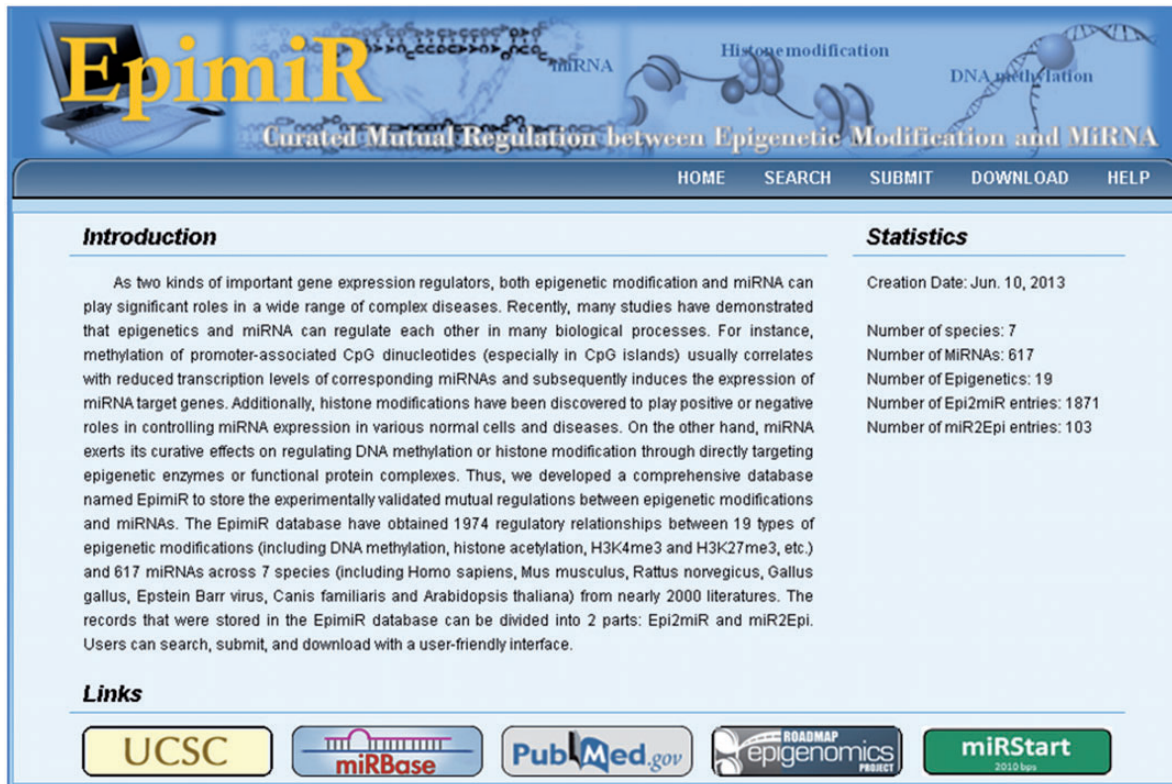 EpimiR
miRNA
Histone modification
DNA methylation
Curated Mutual Regulation between Epigenetic Modification and MiRNA
HOME SEARCH SUBMIT DOWNLOAD HELP
Introduction
As two kinds of important gene expression regulators, both epigenetic modification and miRNA can
play significant roles in a wide range of complex diseases. Recently, many studies have demonstrated
that epigenetics and miRNA can regulate each other in many biological processes. For instance,
methylation of promoter-associated CpG dinucleotides (especially in CpG islands) usually correlates
with reduced transcription levels of corresponding miRNAs and subsequently induces the expression of
miRNA target genes. Additionally, histone modifications have been discovered to play positive or negative
roles in controlling miRNA expression in various normal cells and diseases. On the other hand, miRNA
exerts its curative effects on regulating DNA methylation or histone modification through directly targeting
epigenetic enzymes or functional protein complexes. Thus, we developed a comprehensive database
named EpimiR to store the experimentally validated mutual regulations between epigenetic modifications
and miRNAs. The EpimiR database have obtained 1974 regulatory relationships between 19 types of
epigenetic modifications (including DNA methylation, histone acetylation, H3K4me3 and H3K27me3, etc.)
and 617 miRNAs across 7 species (including Homo sapiens, Mus musculus, Rattus norvegicus, Gallus
gallus, Epstein Barr virus, Canis familiaris and Arabidopsis thaliana) from nearly 2000 literatures. The
records that were stored in the EpimiR database can be divided into 2 parts: Epi2miR and miR2Epi.
Users can search, submit, and download with a user-friendly interface.
Statistics
Creation Date: Jun. 10, 2013
Number of species: 7
Number of MiRNAs: 617
Number of Epigenetics: 19
Number of Epi2miR entries: 1871
Number of miR2Epi entries: 103
Links
UCSC
miRBase
PubMed.gov
ROADMAP
epigenomics
PROJECT
miRStart
2010 bps